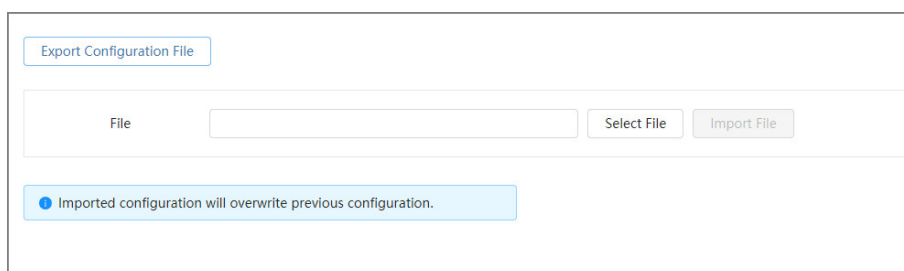 Export Configuration File
File Select File Import File
Imported configuration will overwrite previous configuration.